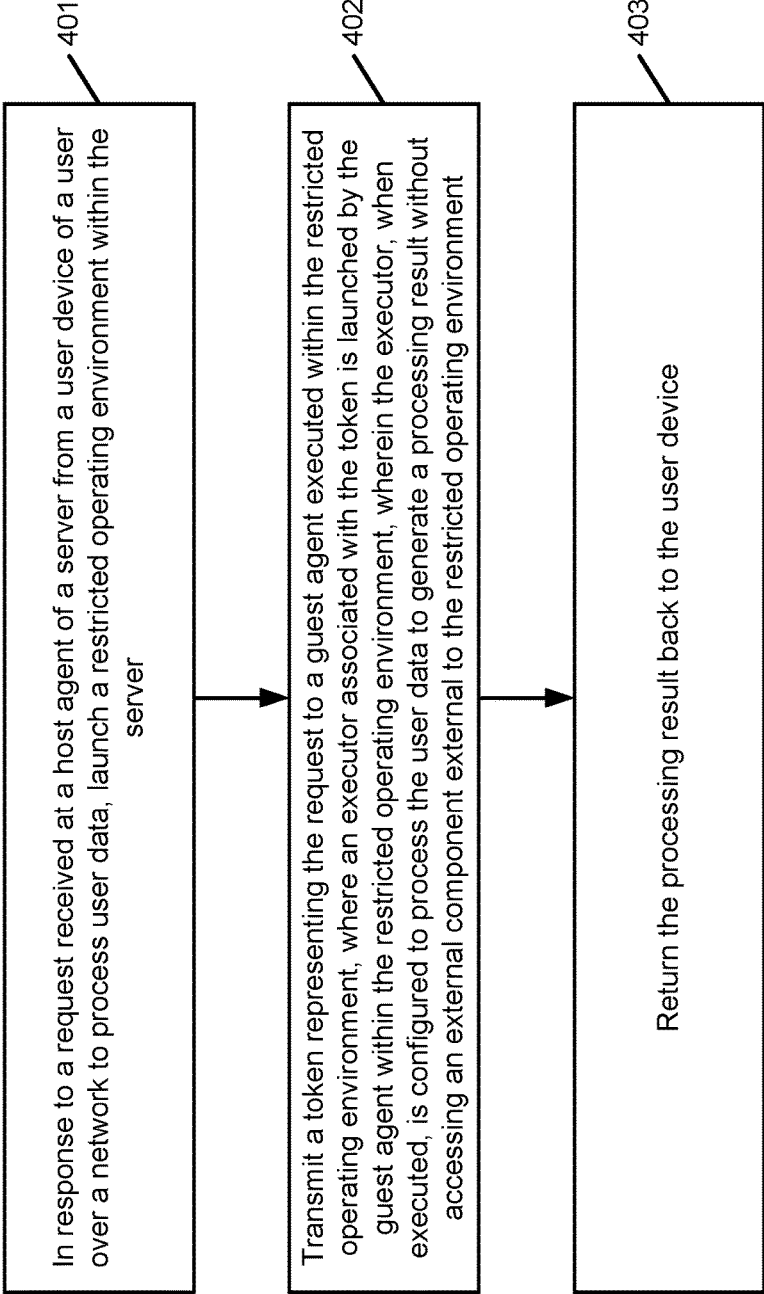 In response to a request received at a host agent of a server from a user device of a user
over a network to process user data, launch a restricted operating environment within the
server
401
Transmit a token representing the request to a guest agent executed within the restricted
operating environment, where an executor associated with the token is launched by the
guest agent within the restricted operating environment, wherein the executor, when
executed, is configured to process the user data to generate a processing result without
accessing an external component external to the restricted operating environment
402
Return the processing result back to the user device
403